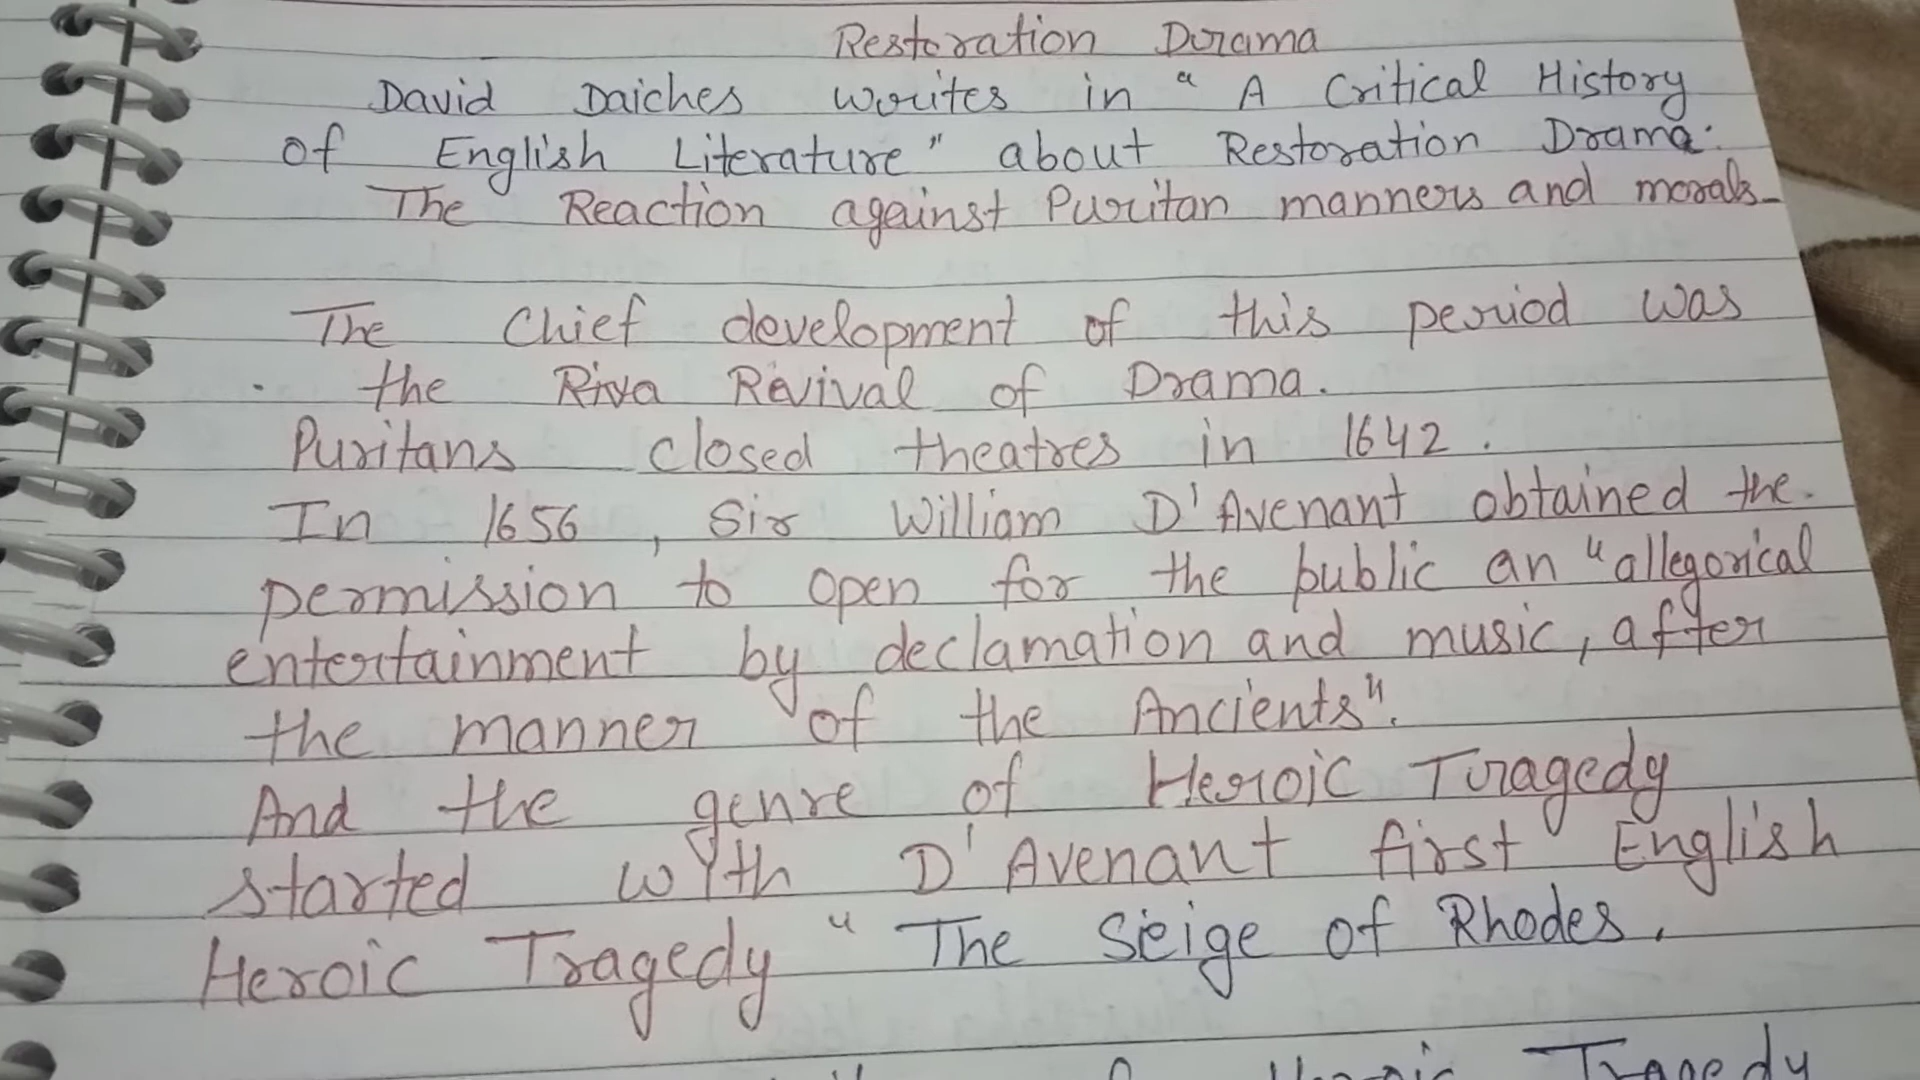 Restoration Drama
David Daiches writes in " A Critical History
of English Literature" about Restoration Drama:
The Reaction against Puritan manners and morals-
The Chief development of this period was
the Riva Revival of Drama.
Puritans closed theatres in 1642.
In 1656, Sir William D'Avenant obtained the.
permission to open for the public an "allegorical
entertainment by declamation and music, after
the manner of the Ancients".
And the genre of Heroic Tragedy
started with D'Avenant first English
Heroic Tragedy " The Seige of Rhodes.
Tragedy